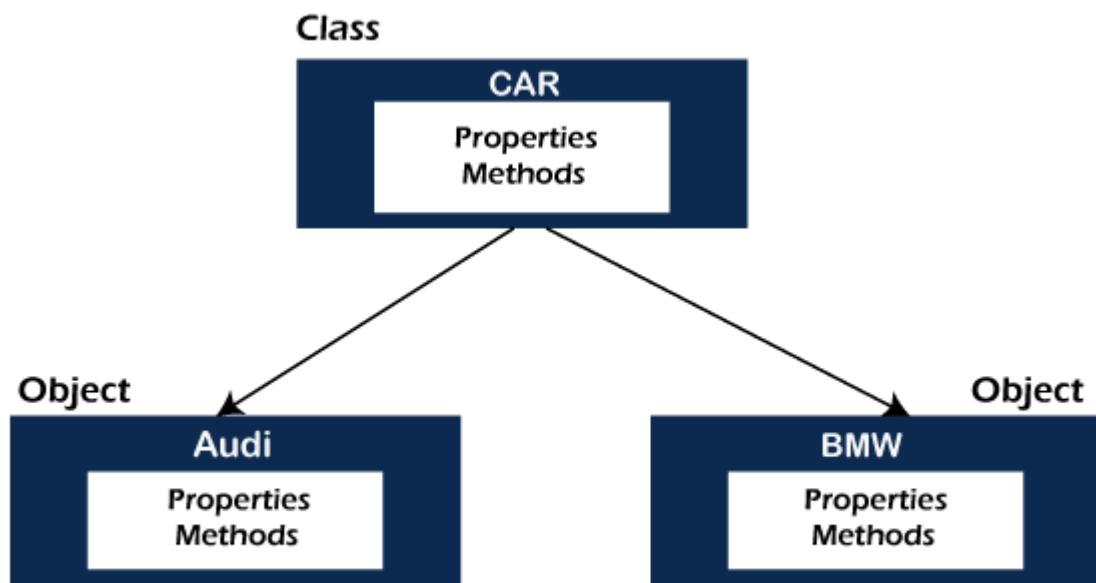 Class
CAR
Properties
Methods
Object
Audi
Properties
Methods
Object
BMW
Properties
Methods